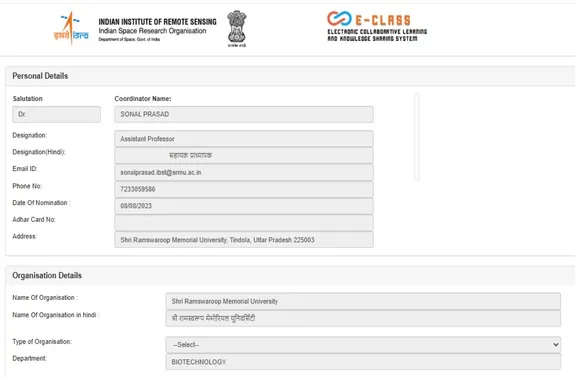 इसरो isro
INDIAN INSTITUTE OF REMOTE SENSING
Indian Space Research Organisation
Department of Space, Govt. of India
सत्यमेव जयते
E-CLASS
ELECTRONIC COLLABORATIVE LEARNING
AND KNOWLEDGE SHARING SYSTEM
Personal Details
Salutation Coordinator Name:
Dr. SONAL PRASAD
Designation: Assistant Professor
Designation(Hindi): सहायक प्राध्यापक
Email ID: sonalprasad.ibst@srmu.ac.in
Phone No: 7233059586
Date Of Nomination : 08/08/2023
Adhar Card No:
Address: Shri Ramswaroop Memorial University, Tindola, Uttar Pradesh 225003
Organisation Details
Name Of Organisation : Shri Ramswaroop Memorial University
Name Of Organisation in hindi : श्री रामस्वरूप मेमोरियल यूनिवर्सिटी
Type of Organisation: --Select--
Department: BIOTECHNOLOGY